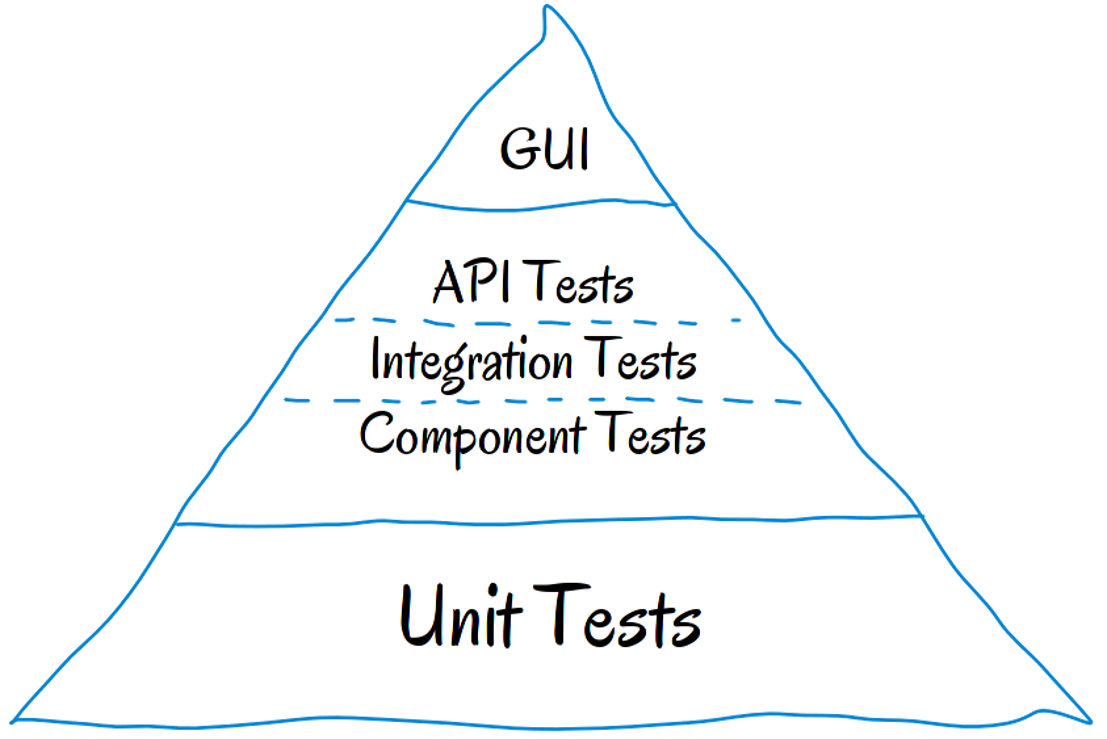 GUI
API Tests
Integration Tests
Component Tests
Unit Tests